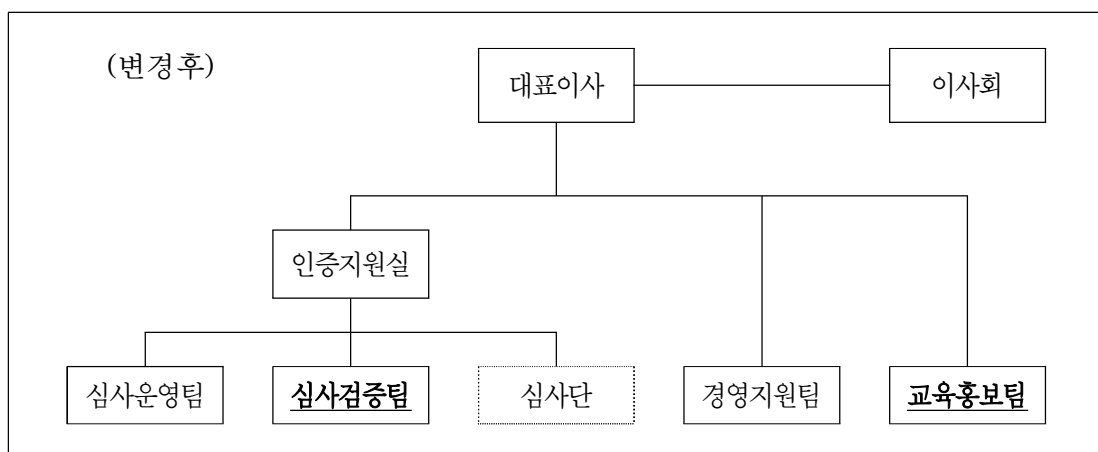 (변경후)
대표이사
이사회
인증지원실
심사운영팀
심사검증팀
심사단
경영지원팀
교육홍보팀